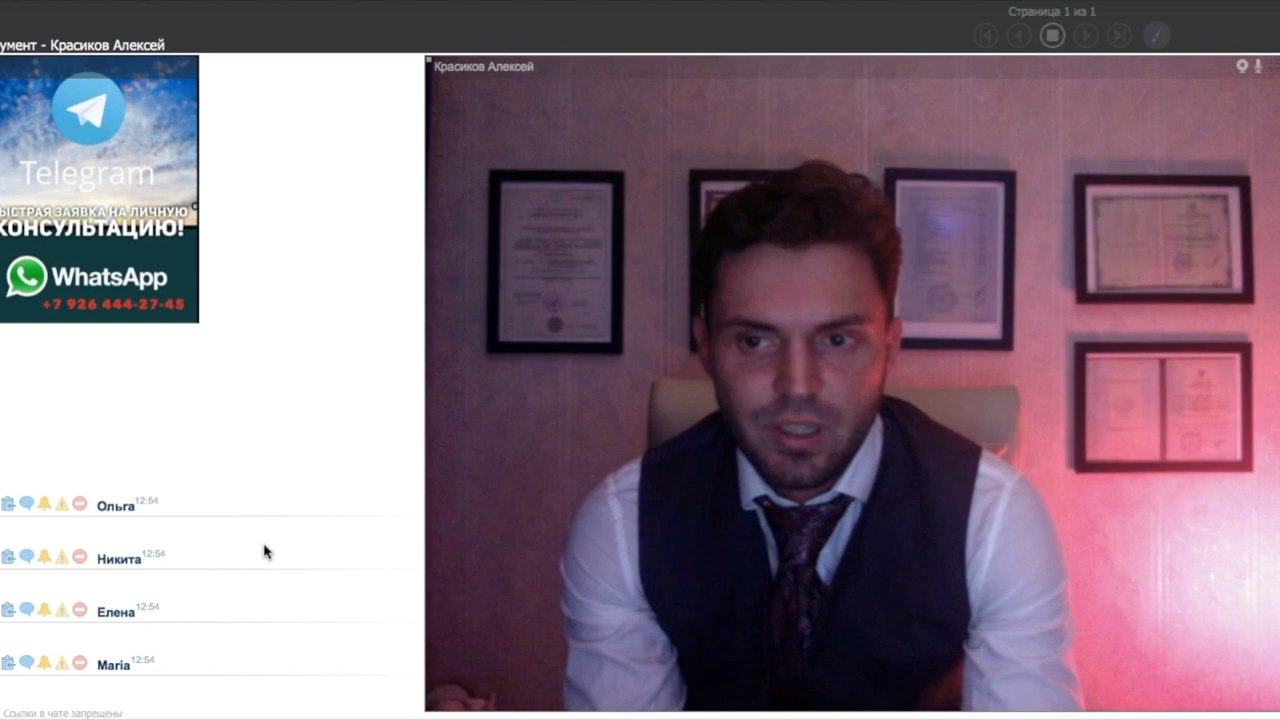 Страница 1 из 1
умент - Красиков Алексей
Telegram
ЫСТРАЯ ЗАЯВКА НА ЛИЧНУЮ
КОНСУЛЬТАЦИЮ!
WhatsApp
+7 926 444-27-45
Красиков Алексей
Ольга 12:54
Никита 12:54
Елена 12:54
Maria 12:54
Ссылки в чате запрещены